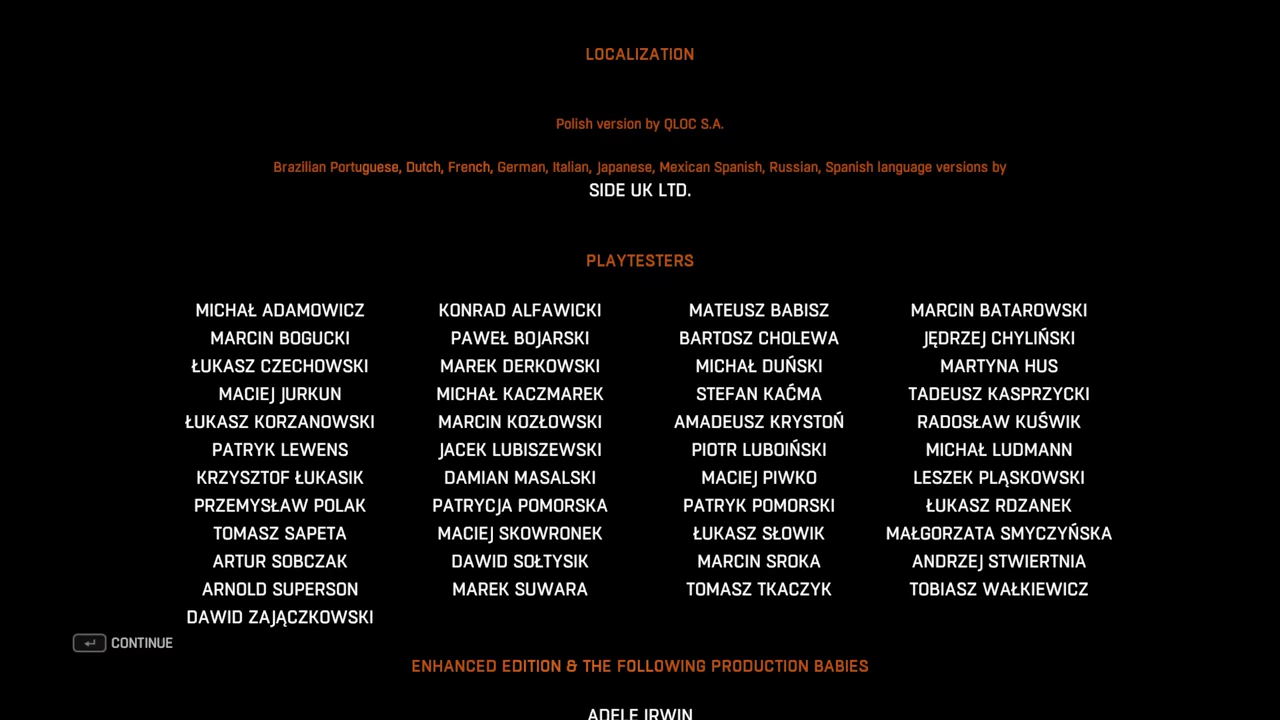 LOCALIZATION
Polish version by QLOC S.A.
Brazilian Portuguese, Dutch, French, German, Italian, Japanese, Mexican Spanish, Russian, Spanish language versions by
SIDE UK LTD.
PLAYTESTERS
MICHAŁ ADAMOWICZ KONRAD ALFAWICKI MATEUSZ BABISZ MARCIN BATAROWSKI
MARCIN BOGUCKI PAWEŁ BOJARSKI BARTOSZ CHOLEWA JĘDRZEJ CHYLIŃSKI
ŁUKASZ CZECHOWSKI MAREK DERKOWSKI MICHAŁ DUŃSKI MARTYNA HUS
MACIEJ JURKUN MICHAŁ KACZMAREK STEFAN KAĆMA TADEUSZ KASPRZYCKI
ŁUKASZ KORZANOWSKI MARCIN KOZŁOWSKI AMADEUSZ KRYSTOŃ RADOSŁAW KUŚWIK
PATRYK LEWENS JACEK LUBISZEWSKI PIOTR LUBOIŃSKI MICHAŁ LUDMANN
KRZYSZTOF ŁUKASIK DAMIAN MASALSKI MACIEJ PIWKO LESZEK PLĄSKOWSKI
PRZEMYSŁAW POLAK PATRYCJA POMORSKA PATRYK POMORSKI ŁUKASZ RDZANEK
TOMASZ SAPETA MACIEJ SKOWRONEK ŁUKASZ SŁOWIK MAŁGORZATA SMYCZYŃSKA
ARTUR SOBCZAK DAWID SOŁTYSIK MARCIN SROKA ANDRZEJ STWIERTNIA
ARNOLD SUPERSON MAREK SUWARA TOMASZ TKACZYK TOBIASZ WAŁKIEWICZ
DAWID ZAJĄCZKOWSKI
CONTINUE
ENHANCED EDITION & THE FOLLOWING PRODUCTION BABIES
ADELE IRWIN